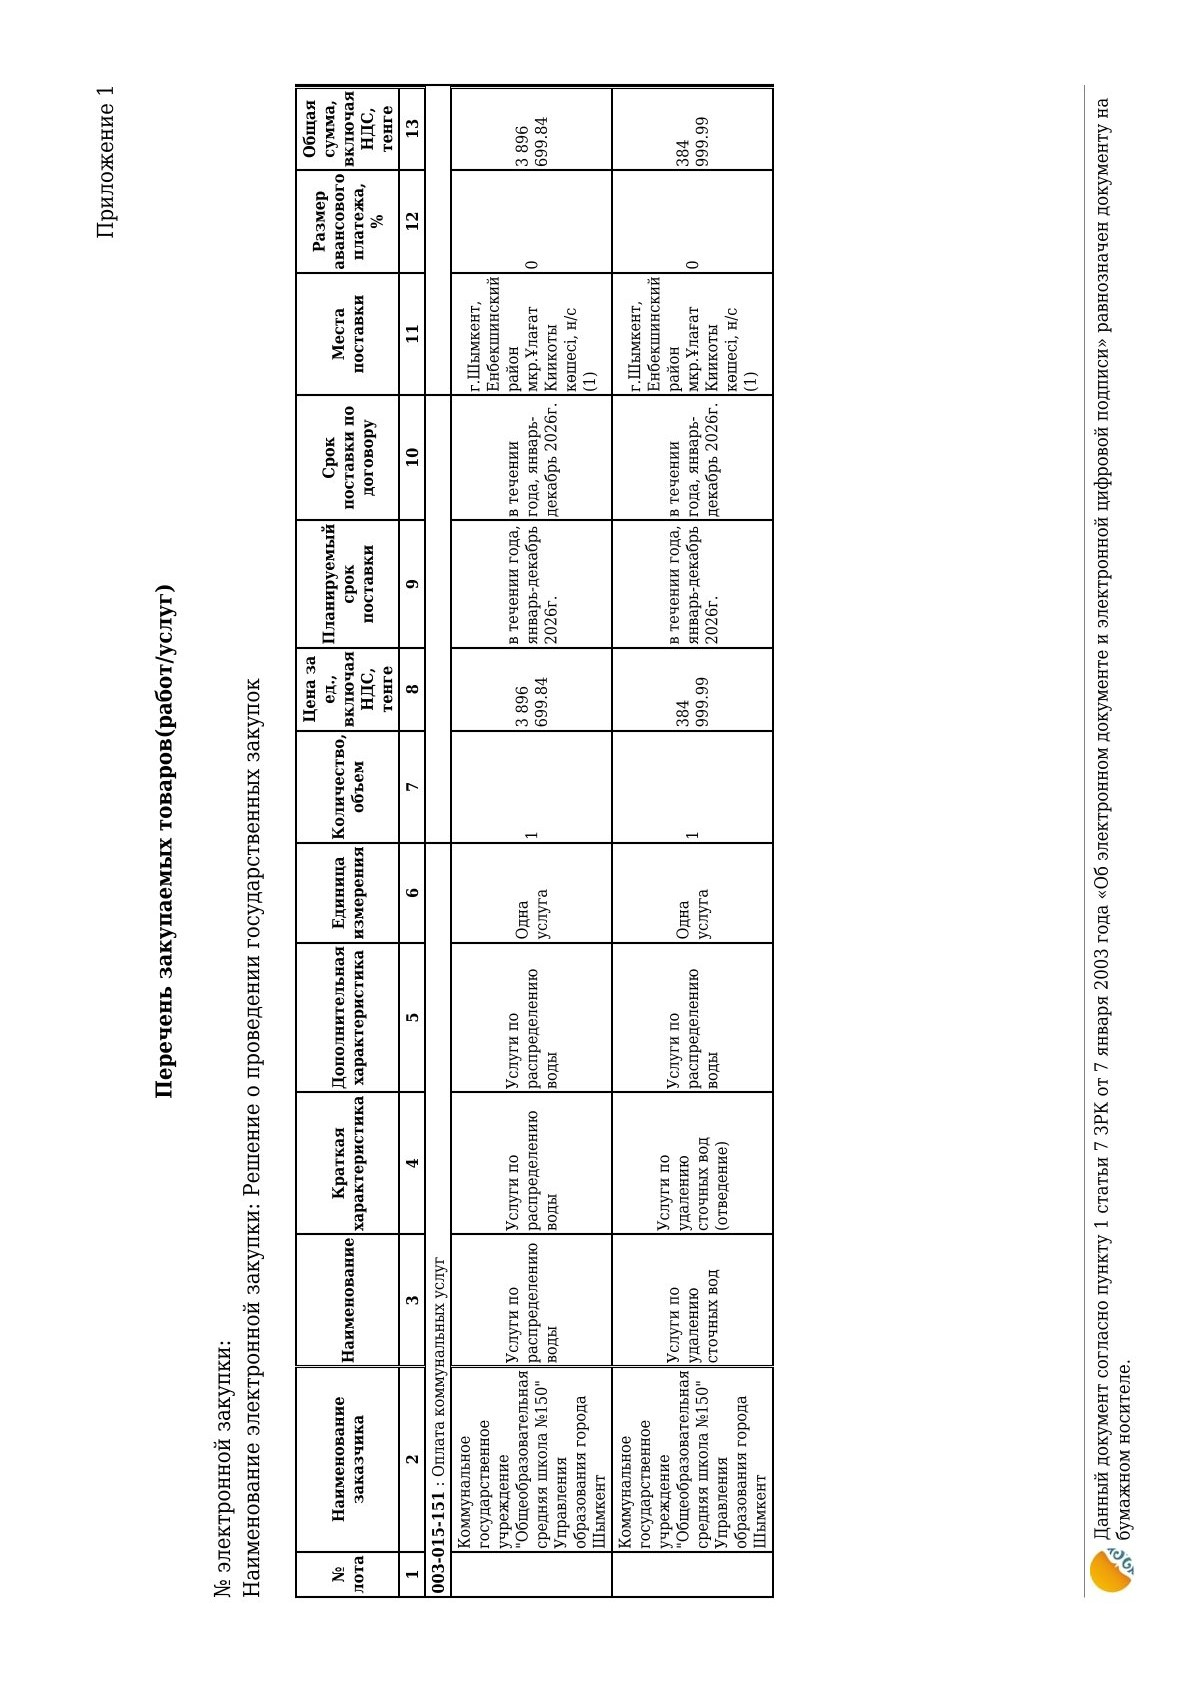 Приложение 1
Перечень закупаемых товаров(работ/услуг)
№ электронной закупки:
Наименование электронной закупки: Решение о проведении государственных закупок
№
лота
Наименование
заказчика
Наименование
Краткая
характеристика
Дополнительная
характеристика
Единица
измерения
Количество,
объем
Цена за
ед.,
включая
НДС,
тенге
Планируемый
срок
поставки
Срок
поставки по
договору
Места
поставки
Размер
авансового
платежа,
%
Общая
сумма,
включая
НДС,
тенге
1 2 3 4 5 6 7 8 9 10 11 12 13
003-015-151 : Оплата коммунальных услуг
Коммунальное
государственное
учреждение
"Общеобразовательная
средняя школа №150"
Управления
образования города
Шымкент
Услуги по
распределению
воды
Услуги по
распределению
воды
Услуги по
распределению
воды
Одна
услуга
1
3 896
699.84
в течении года,
январь-декабрь
2026г.
в течении
года, январь-
декабрь 2026г.
г.Шымкент,
Енбекшинский
район
мкр.Ұлағат
Киикоты
көшесі, н/с
(1)
0
3 896
699.84
Коммунальное
государственное
учреждение
"Общеобразовательная
средняя школа №150"
Управления
образования города
Шымкент
Услуги по
удалению
сточных вод
Услуги по
удалению
сточных вод
(отведение)
Услуги по
распределению
воды
Одна
услуга
1
384
999.99
в течении года,
январь-декабрь
2026г.
в течении
года, январь-
декабрь 2026г.
г.Шымкент,
Енбекшинский
район
мкр.Ұлағат
Киикоты
көшесі, н/с
(1)
0
384
999.99
Данный документ согласно пункту 1 статьи 7 ЗРК от 7 января 2003 года «Об электронном документе и электронной цифровой подписи» равнозначен документу на
бумажном носителе.